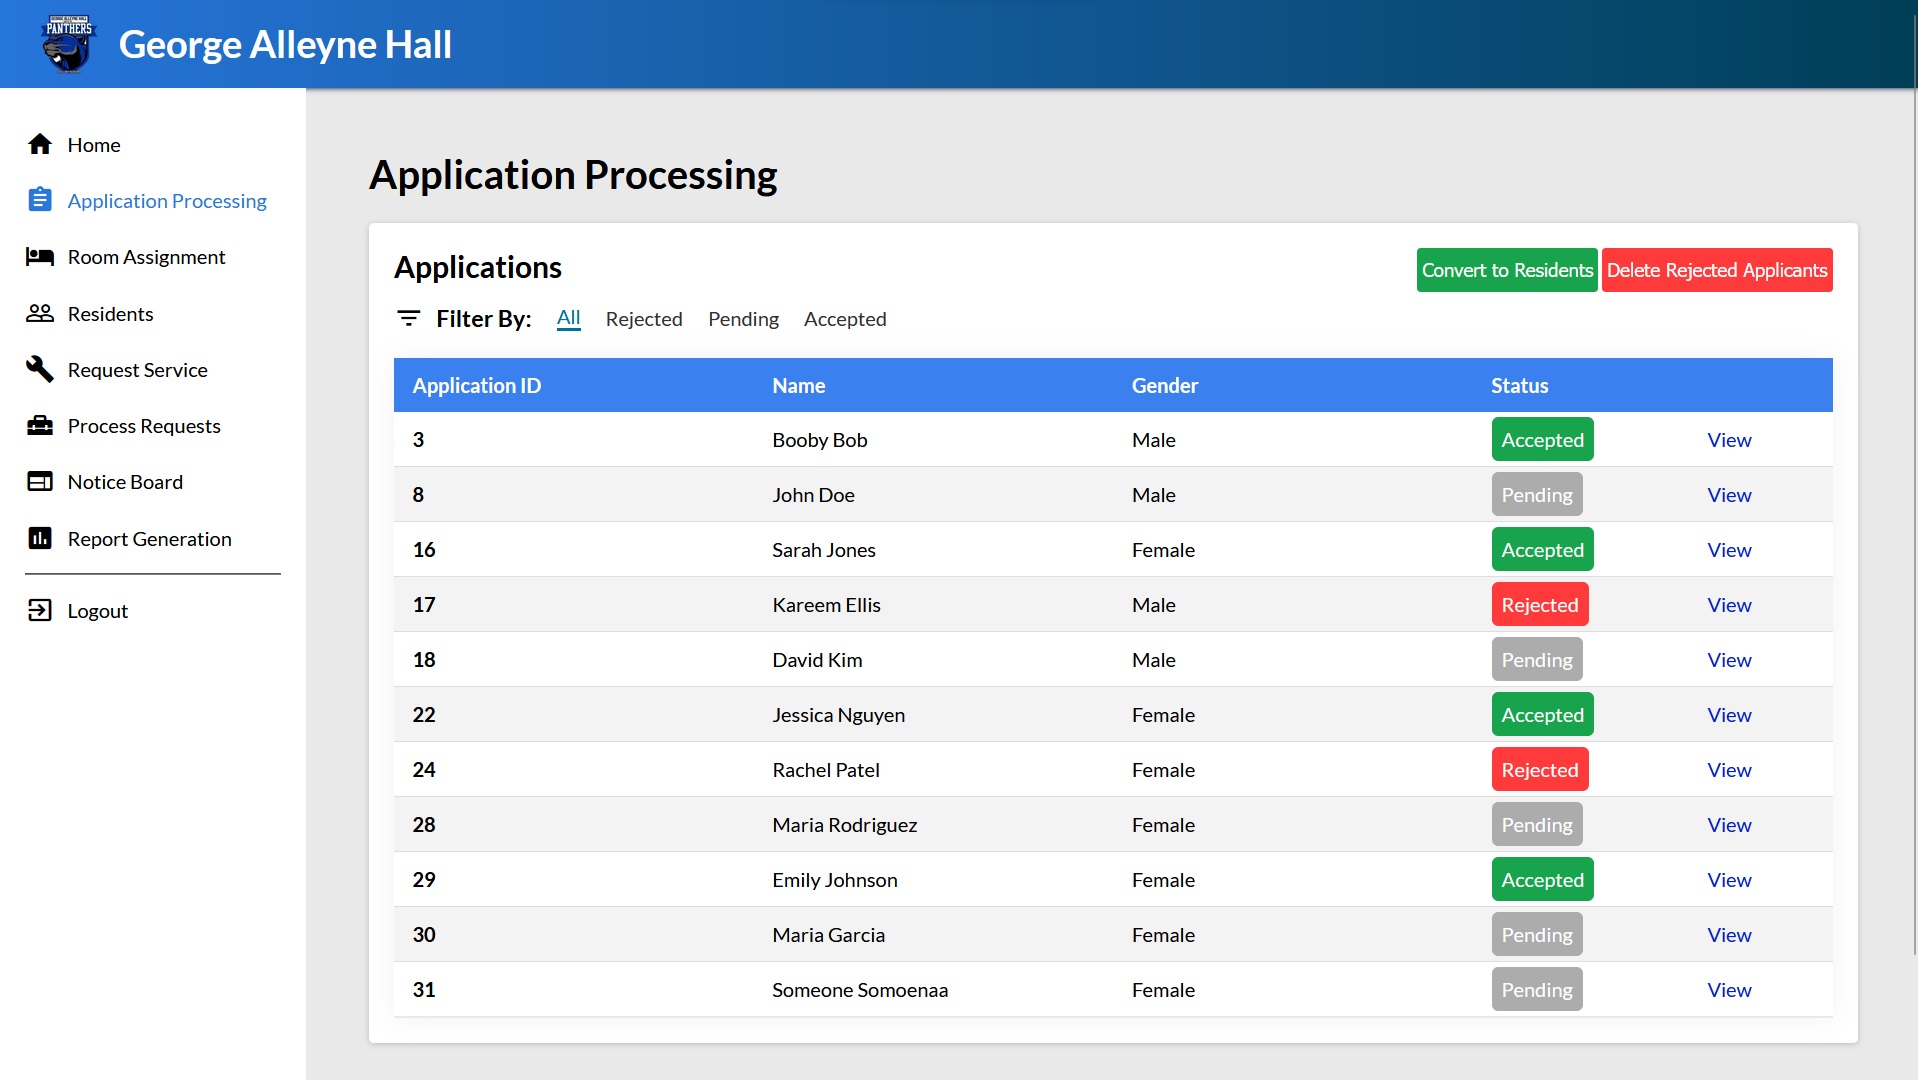 GEORGE ALLEYNE HALL
PANTHERS
George Alleyne Hall
Home
Application Processing
Room Assignment
Residents
Request Service
Process Requests
Notice Board
Report Generation
Logout
Application Processing
Applications
Convert to Residents Delete Rejected Applicants
Filter By: All Rejected Pending Accepted
Application ID Name Gender Status
3 Booby Bob Male Accepted View
8 John Doe Male Pending View
16 Sarah Jones Female Accepted View
17 Kareem Ellis Male Rejected View
18 David Kim Male Pending View
22 Jessica Nguyen Female Accepted View
24 Rachel Patel Female Rejected View
28 Maria Rodriguez Female Pending View
29 Emily Johnson Female Accepted View
30 Maria Garcia Female Pending View
31 Someone Somoenaa Female Pending View